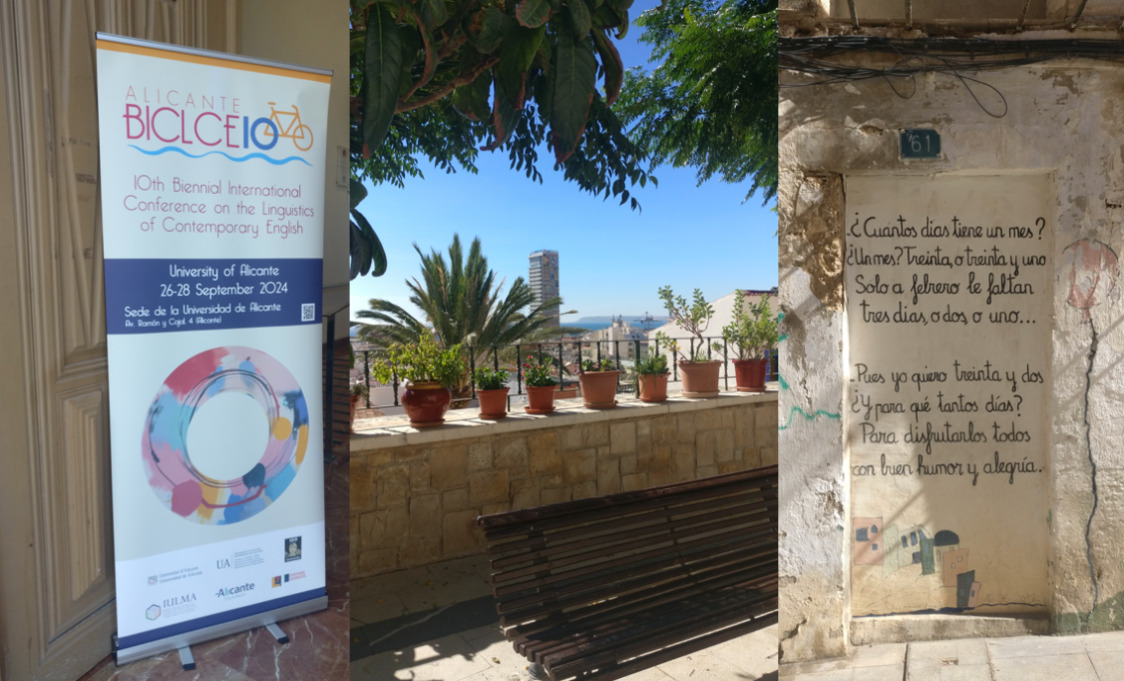 ALICANTE
BICLCE10
10th Biennial International
Conference on the Linguistics
of Contemporary English
University of Alicante
26-28 September 2024
Sede de la Universidad de Alicante
Av. Ramón y Cajal, 4 (Alicante)
UA
IULMA
Alicante
61
¿Cuántos días tiene un mes?
¿Un mes? Treinta, o treinta y uno
Solo a febrero le faltan
tres días, o dos o uno...
-Pues yo quiero treinta y dos
¿Y para qué tantos días?
Para disfrutarlos todos
con buen humor y alegría.